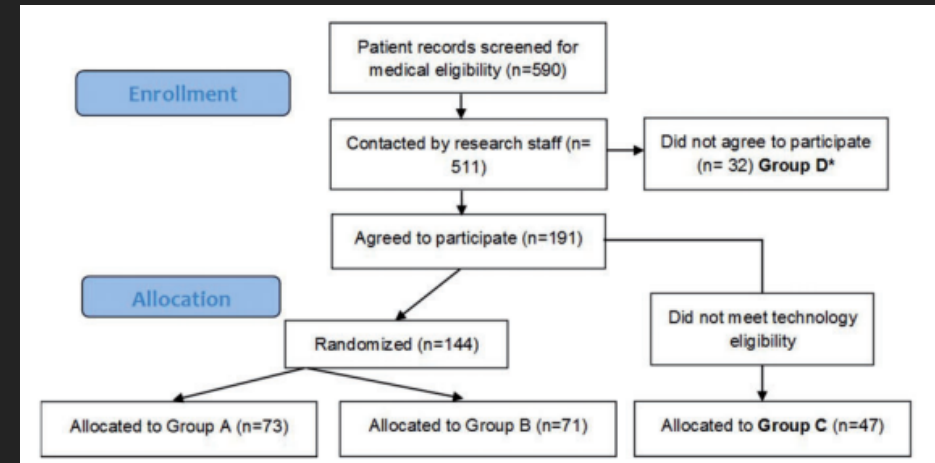 Patient records screened for
medical eligibility (n=590)
Enrollment
Contacted by research staff (n=
511)
Did not agree to participate
(n= 32) Group D*
Agreed to participate (n=191)
Allocation
Did not meet technology
eligibility
Randomized (n=144)
Allocated to Group A (n=73)
Allocated to Group B (n=71)
Allocated to Group C (n=47)